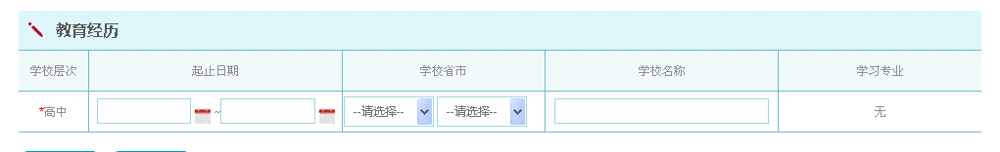 教育经历
学校层次 起止日期 学校省市 学校名称 学习专业
*高中 ~ --请选择-- --请选择-- 无